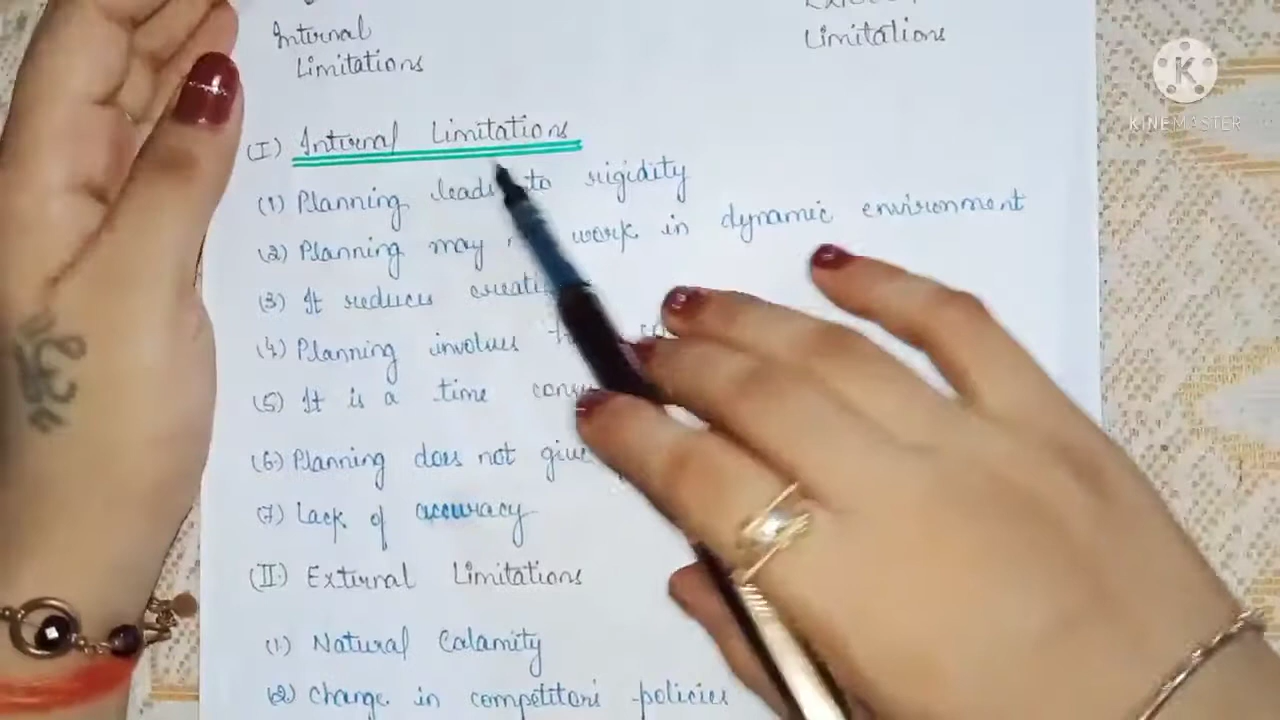 Internal
Limitations
Limitations
(I) Internal Limitations
(1) Planning leads to rigidity
(2) Planning may work in dynamic environment
(3) It reduces
(4) Planning involves
(5) It is a time
(6) Planning does not give
(7) Lack of accuracy
(II) External Limitations
(1) Natural Calamity
(2) Change in competitors policies
K
KINEMASTER